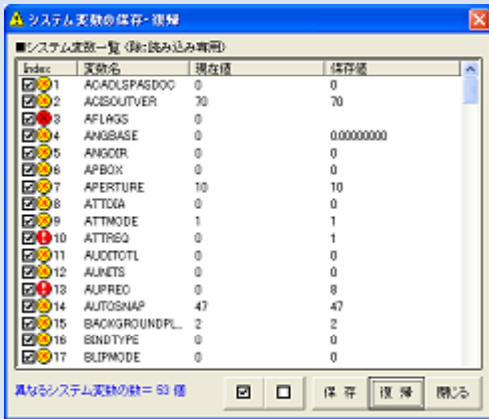 システム変数の保存・復帰
■システム変数一覧 (除:読み込み専用)
Index 変数名 現在値 保存値
1 ACADLSPASDOC 0 0
2 ACISOUTVER 70 70
3 AFLAGS 0
4 ANGBASE 0 0.00000000
5 ANGDIR 0 0
6 APBOX 0 0
7 APERTURE 10 10
8 ATTDIA 0 0
9 ATTMODE 1 1
10 ATTREQ 0 1
11 AUDITCTL 0 0
12 AUNITS 0 0
13 AUPREC 0 8
14 AUTOSNAP 47 47
15 BACKGROUNDPL... 2 2
16 BINDTYPE 0 0
17 BLIPMODE 0 0
異なるシステム変数の数= 53 個
保 存 復 帰 閉じる